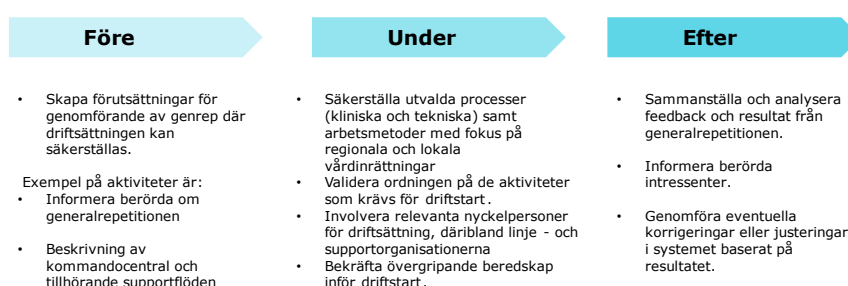 Före
Under
Efter
• Skapa förutsättningar för
genomförande av genrep där
driftsättningen kan
säkerställas.
Exempel på aktiviteter är:
• Informera berörda om
generalrepetitionen
• Beskrivning av
kommandocentral och
tillhörande supportflöden
• Säkerställa utvalda processer
(kliniska och tekniska) samt
arbetsmetoder med fokus på
regionala och lokala
vårdinrättningar
• Validera ordningen på de aktiviteter
som krävs för driftstart.
• Involvera relevanta nyckelpersoner
för driftsättning, däribland linje - och
supportorganisationerna
• Bekräfta övergripande beredskap
inför driftstart.
• Sammanställa och analysera
feedback och resultat från
generalrepetitionen.
• Informera berörda
intressenter.
• Genomföra eventuella
korrigeringar eller justeringar
i systemet baserat på
resultatet.